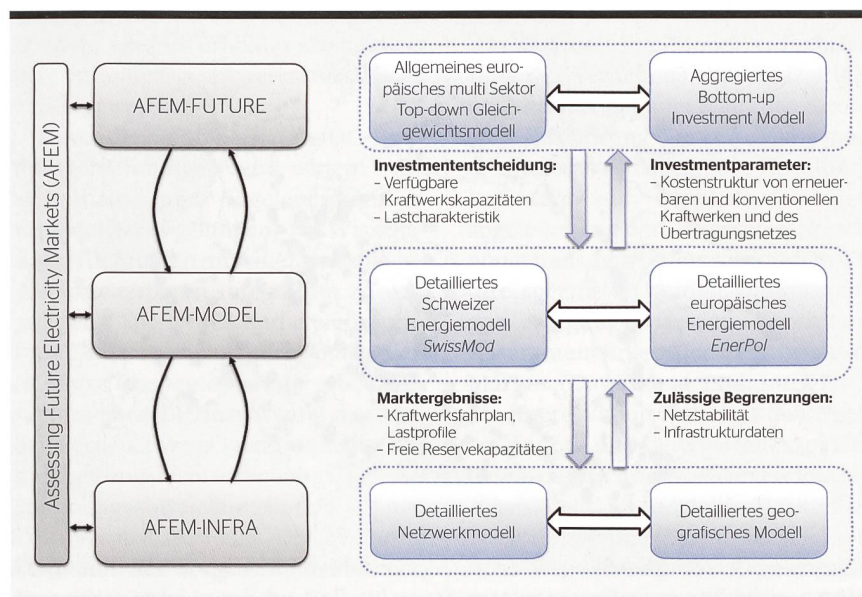 Assessing Future Electricity Markets (AFEM)
AFEM-FUTURE
AFEM-MODEL
AFEM-INFRA
Allgemeines euro-
päisches multi Sektor
Top-down Gleich-
gewichtsmodell
Aggregiertes
Bottom-up
Investment Modell
Investmententscheidung:
– Verfügbare
Kraftwerkskapazitäten
– Lastcharakteristik
Investmentparameter:
– Kostenstruktur von erneuer-
baren und konventionellen
Kraftwerken und des
Übertragungsnetzes
Detailliertes
Schweizer
Energiemodell
SwissMod
Detailliertes
europäisches
Energiemodell
EnerPol
Marktergebnisse:
– Kraftwerksfahrplan,
Lastprofile
– Freie Reservekapazitäten
Zulässige Begrenzungen:
– Netzstabilität
– Infrastrukturdaten
Detailliertes
Netzwerkmodell
Detailliertes geo-
grafisches Modell